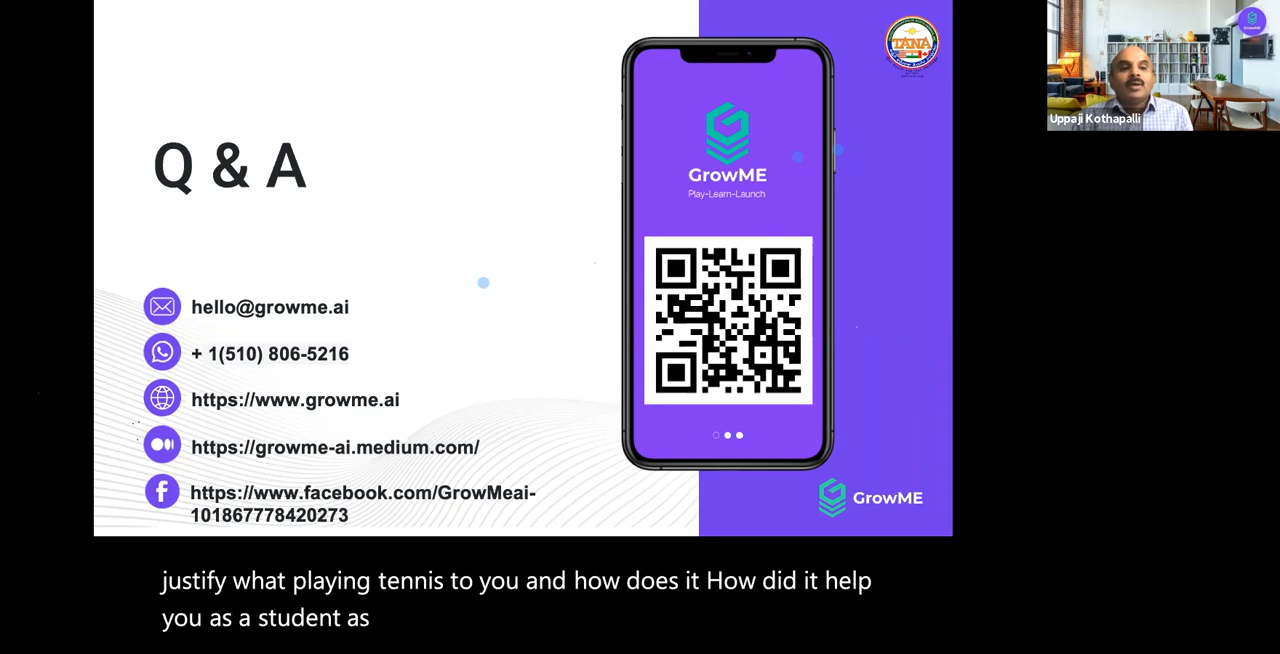 Q & A
hello@growme.ai
+ 1(510) 806-5216
https://www.growme.ai
https://growme-ai.medium.com/
https://www.facebook.com/GrowMeai-
101867778420273
GrowME
Play-Learn-Launch
TANA
GrowME
GrowME
Uppaji Kothapalli
justify what playing tennis to you and how does it How did it help
you as a student as